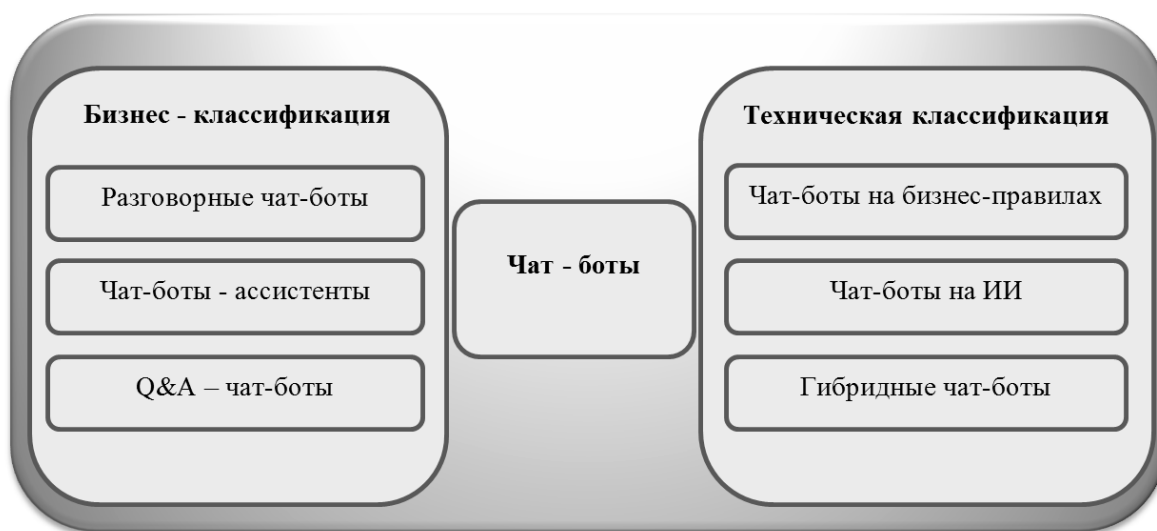 Бизнес - классификация
Разговорные чат-боты
Чат-боты - ассистенты
Q&A – чат-боты
Чат - боты
Техническая классификация
Чат-боты на бизнес-правилах
Чат-боты на ИИ
Гибридные чат-боты